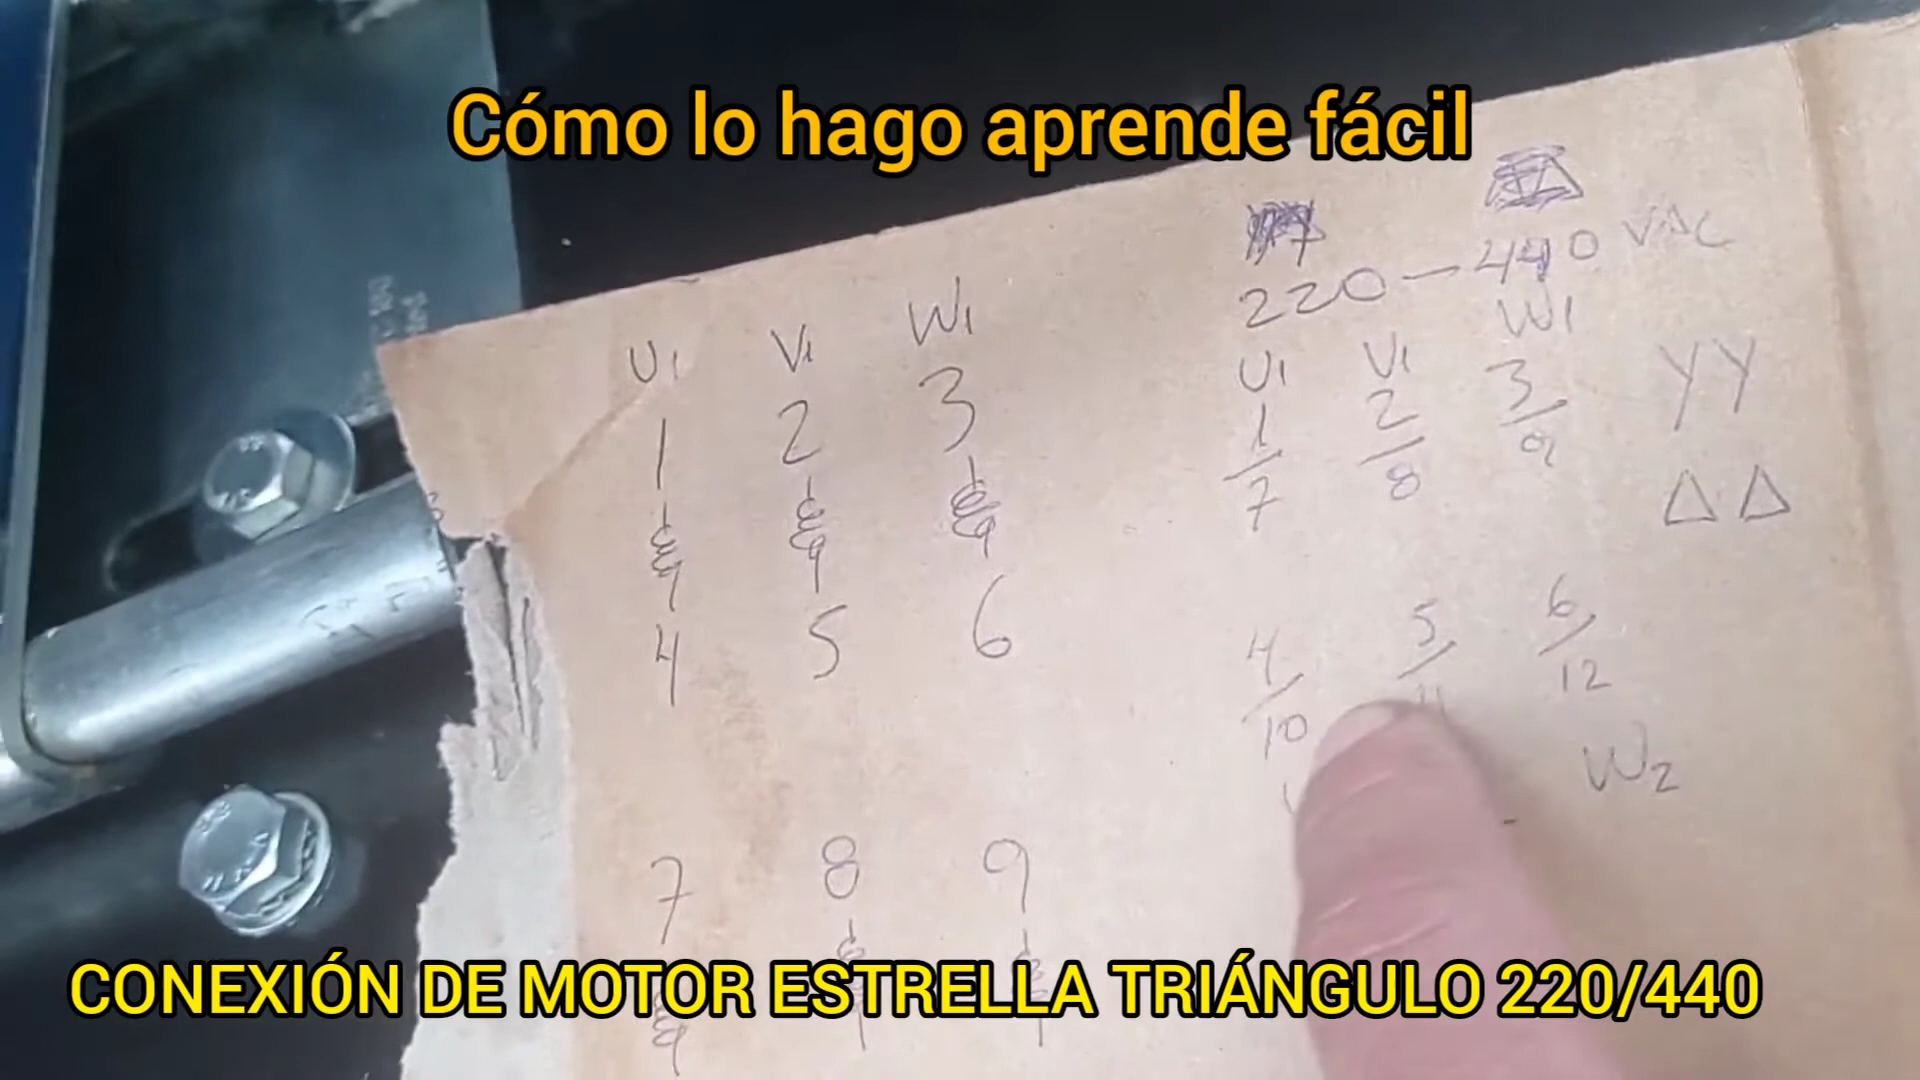 Cómo lo hago aprende fácil
220 - 440 VAC
U1 V1 W1
1 2 3
4 5 6
7 8 9
U1 V1 W1
1/7 2/8 3/9
YY
ΔΔ
4/10 5/11 6/12
W2
CONEXIÓN DE MOTOR ESTRELLA TRIÁNGULO 220/440